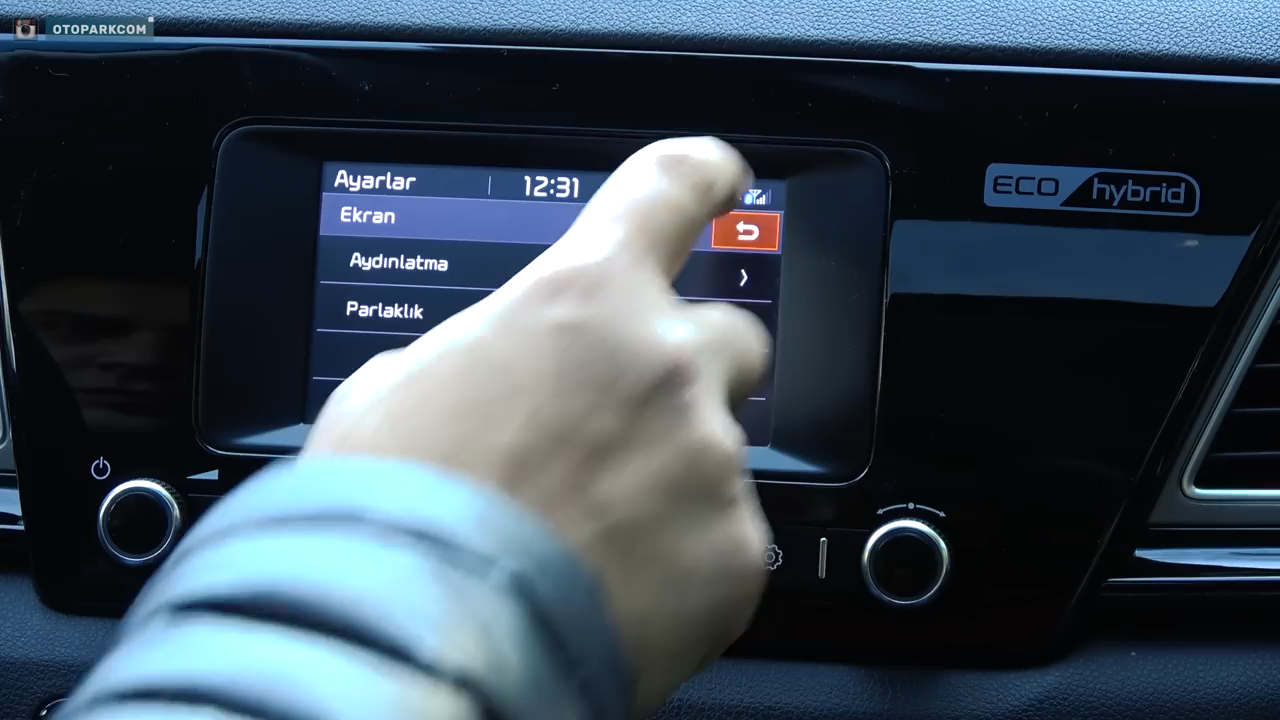 OTOPARKCOM
Ayarlar 12:31
Ekran
Aydınlatma
Parlaklık
ECO hybrid